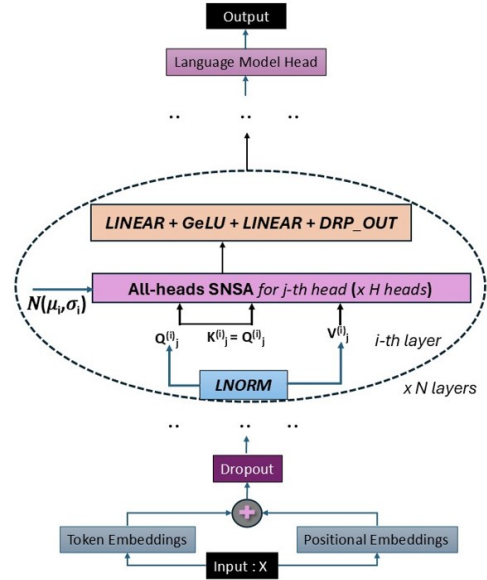 Output
Language Model Head
.. .. ..
LINEAR + GeLU + LINEAR + DRP_OUT
All-heads SNSA for j-th head (x H heads)
N(μᵢ,σᵢ)
Q⁽ⁱ⁾ⱼ K⁽ⁱ⁾ⱼ = Q⁽ⁱ⁾ⱼ V⁽ⁱ⁾ⱼ
i-th layer
LNORM
x N layers
.. .. ..
Dropout
+
Token Embeddings Positional Embeddings
Input : X